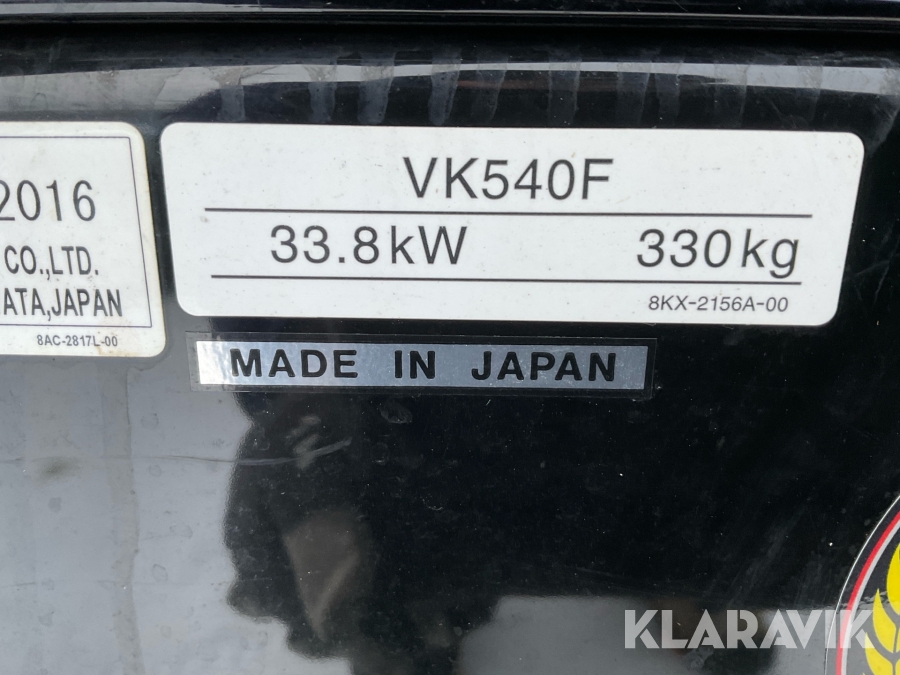 2016
CO.,LTD.
ATA,JAPAN
8AC-2817L-00
VK540F
33.8kW 330kg
8KX-2156A-00
MADE IN JAPAN
KLARAVIK